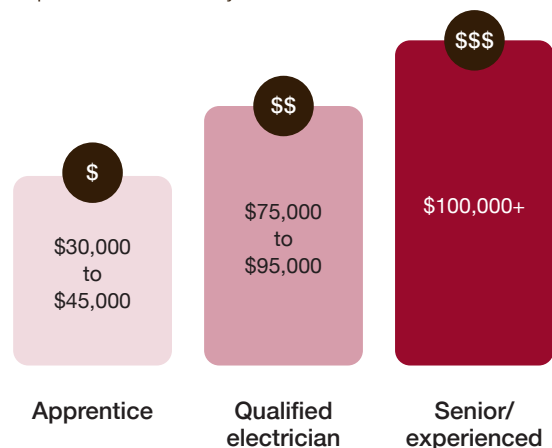 $
$30,000
to
$45,000
Apprentice
$$
$75,000
to
$95,000
Qualified
electrician
$$$
$100,000+
Senior/
experienced